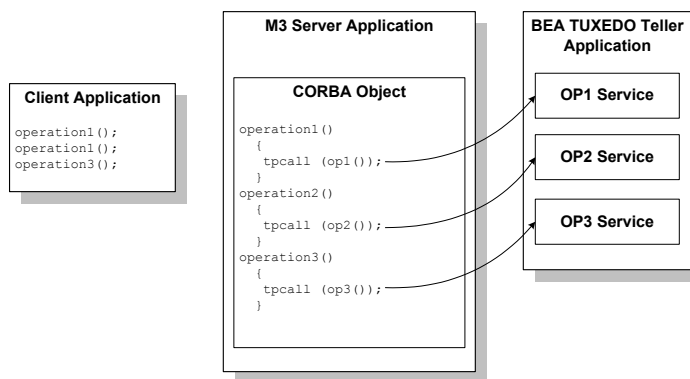 M3 Server Application
BEA TUXEDO Teller
Application
Client Application
operation1();
operation1();
operation3();
CORBA Object
operation1()
{
tpcall (op1());
}
operation2()
{
tpcall (op2());
}
operation3()
{
tpcall (op3());
}
OP1 Service
OP2 Service
OP3 Service